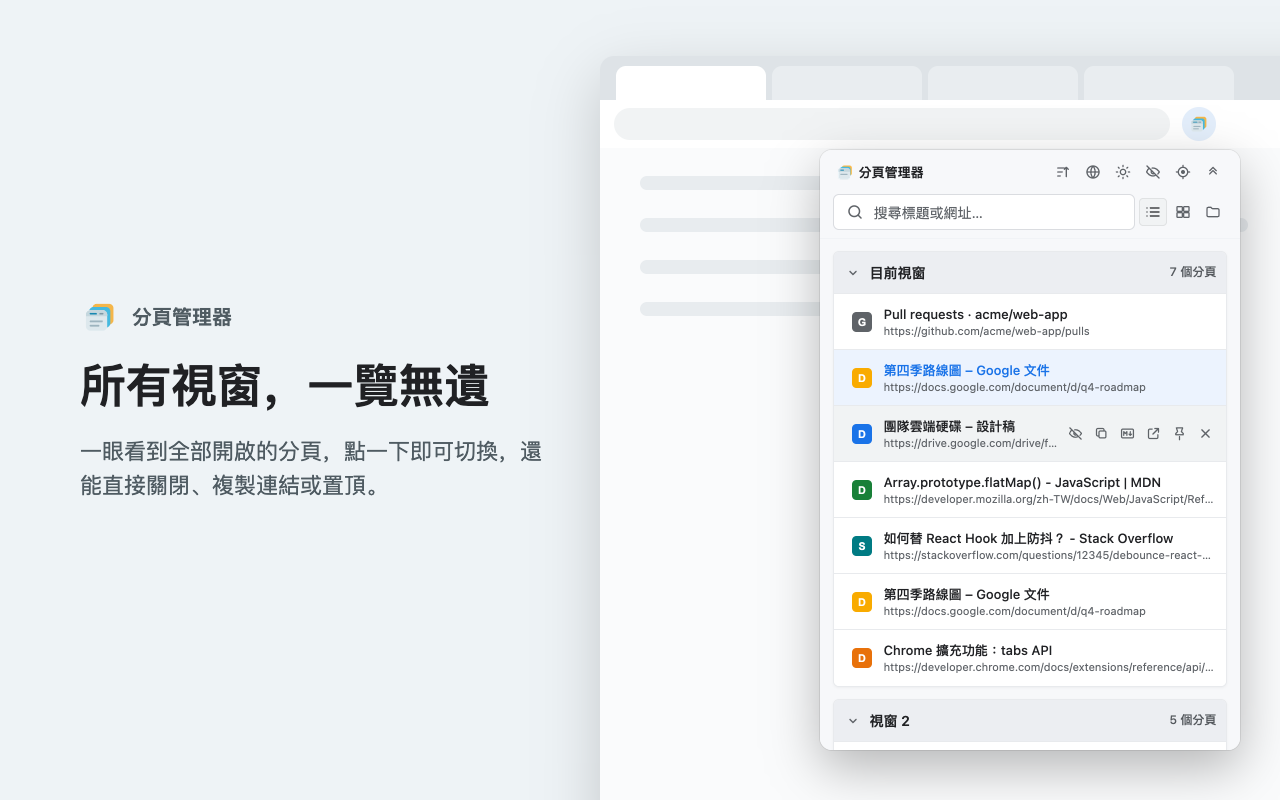 分頁管理器
所有視窗，一覽無遺
一眼看到全部開啟的分頁，點一下即可切換，還
能直接關閉、複製連結或置頂。
分頁管理器
搜尋標題或網址...
目前視窗
7 個分頁
G
Pull requests · acme/web-app
https://github.com/acme/web-app/pulls
D
第四季路線圖 – Google 文件
https://docs.google.com/document/d/q4-roadmap
D
團隊雲端硬碟 – 設計稿
https://drive.google.com/drive/f...
D
Array.prototype.flatMap() - JavaScript | MDN
https://developer.mozilla.org/zh-TW/docs/Web/JavaScript/Ref...
S
如何替 React Hook 加上防抖？ - Stack Overflow
https://stackoverflow.com/questions/12345/debounce-react-...
D
第四季路線圖 – Google 文件
https://docs.google.com/document/d/q4-roadmap
D
Chrome 擴充功能：tabs API
https://developer.chrome.com/docs/extensions/reference/api/...
視窗 2
5 個分頁